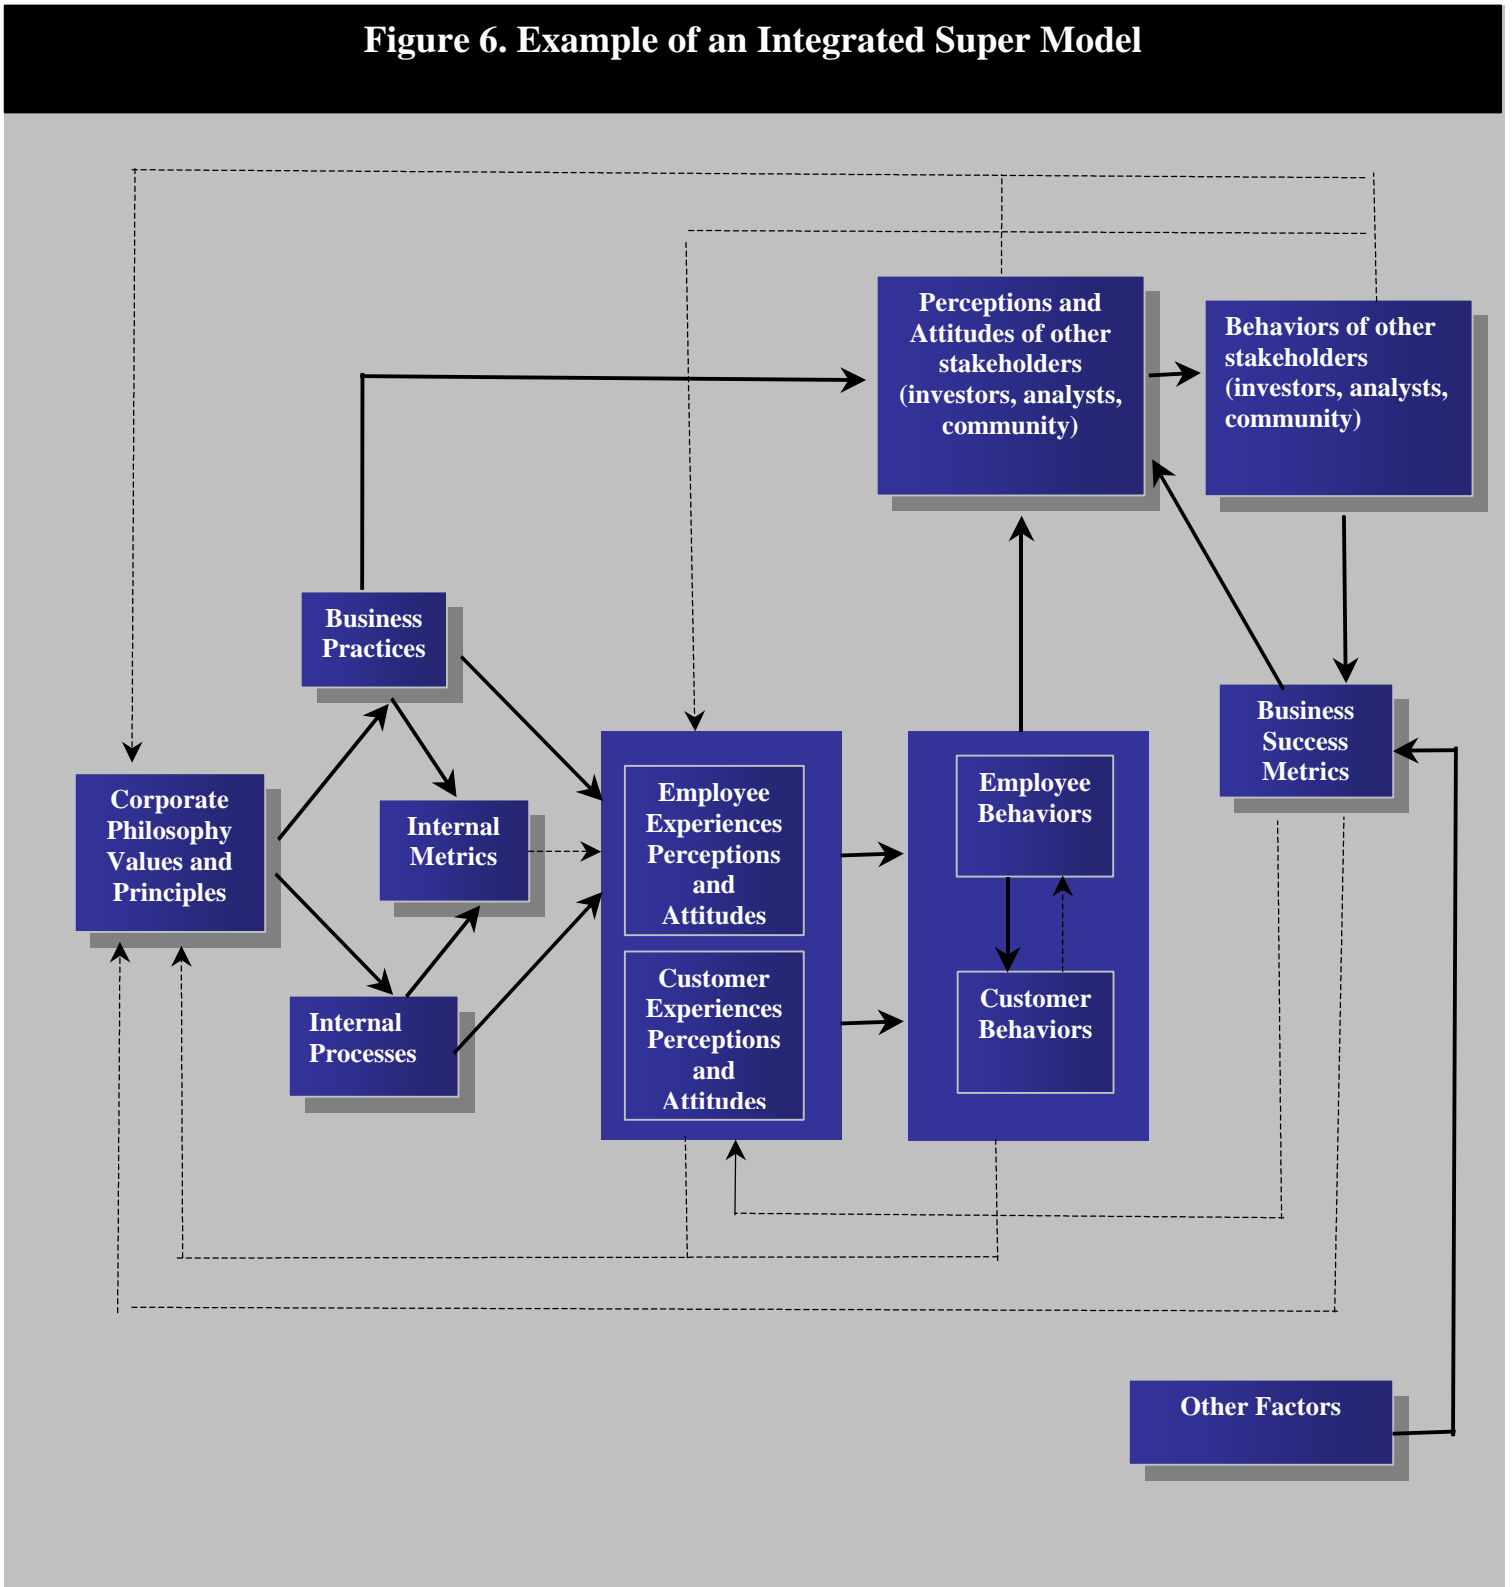 Figure 6. Example of an Integrated Super Model
Perceptions and
Attitudes of other
stakeholders
(investors, analysts,
community)
Behaviors of other
stakeholders
(investors, analysts,
community)
Business
Practices
Business
Success
Metrics
Corporate
Philosophy
Values and
Principles
Internal
Metrics
Employee
Experiences
Perceptions
and
Attitudes
Employee
Behaviors
Internal
Processes
Customer
Experiences
Perceptions
and
Attitudes
Customer
Behaviors
Other Factors